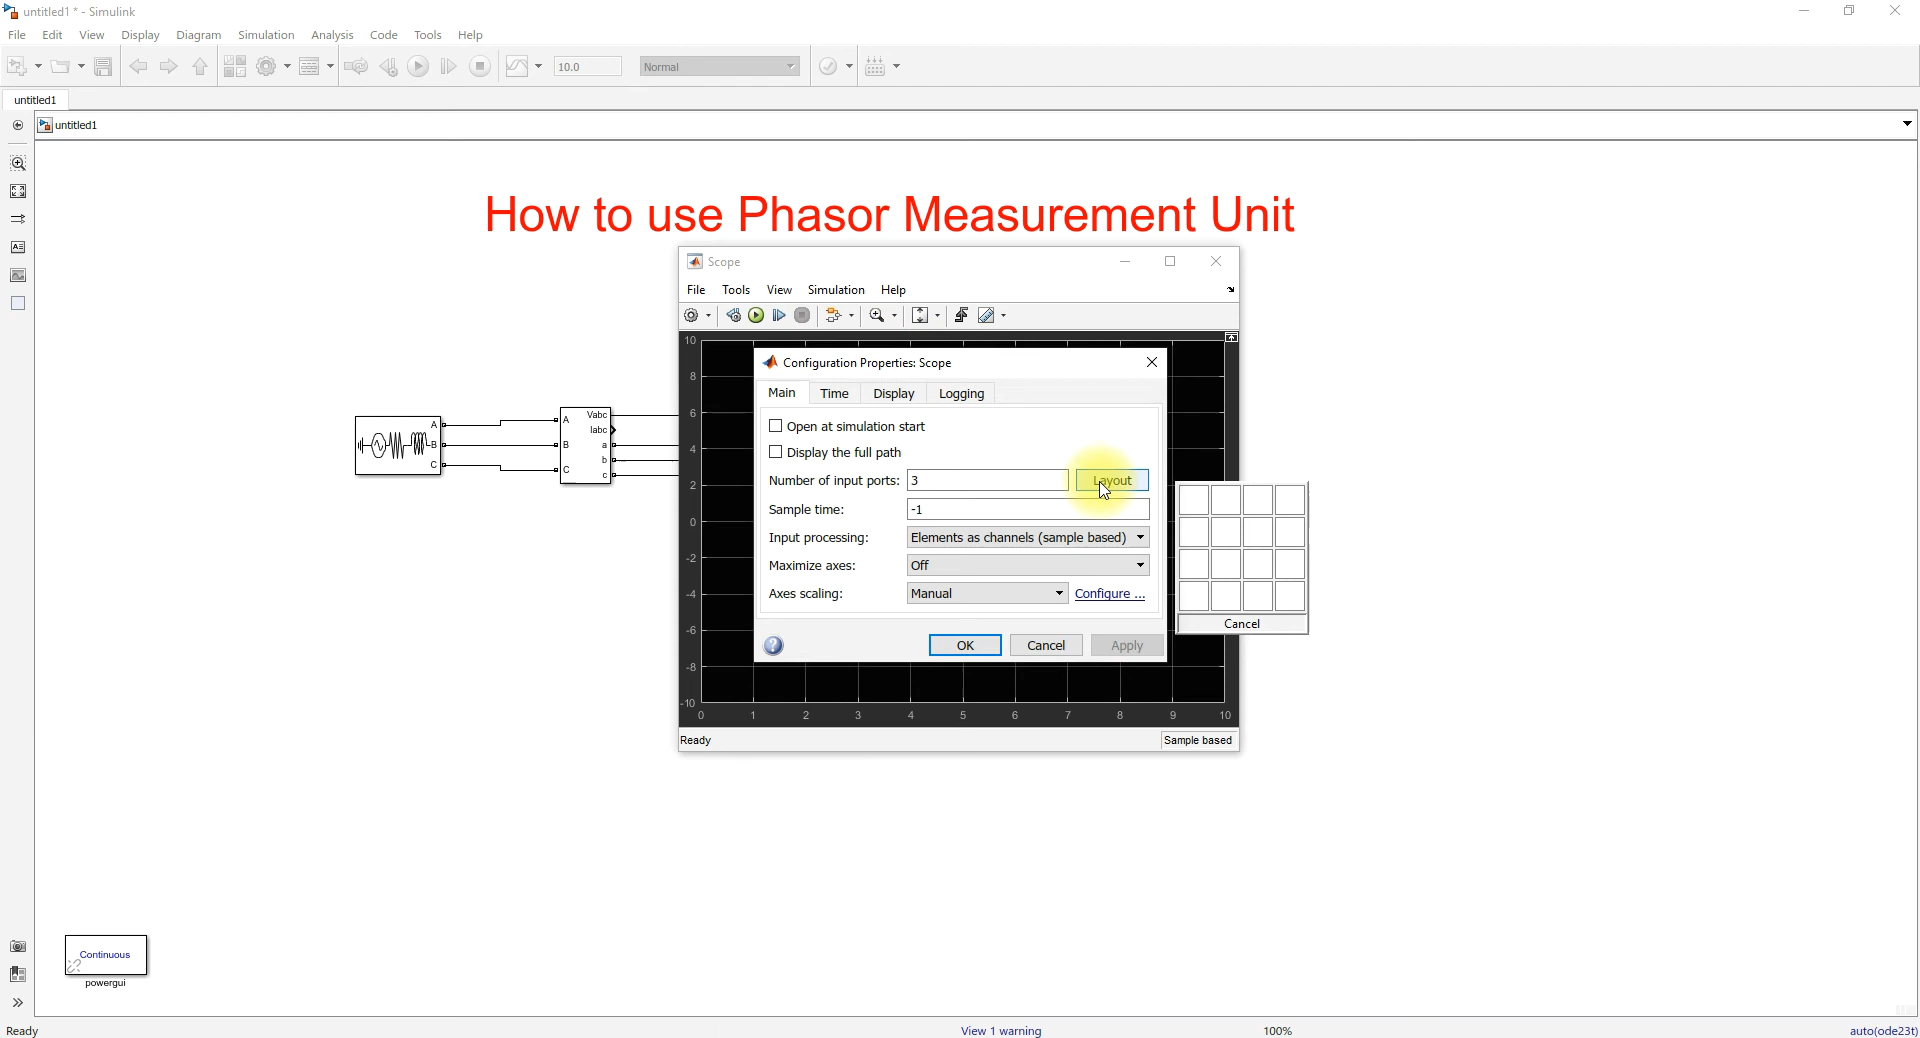 untitled1 * - Simulink
File Edit View Display Diagram Simulation Analysis Code Tools Help
10.0 Normal
untitled1
untitled1
How to use Phasor Measurement Unit
Scope
File Tools View Simulation Help
Configuration Properties: Scope
Main Time Display Logging
Open at simulation start
Display the full path
Number of input ports: 3 Layout
Sample time: -1
Input processing: Elements as channels (sample based)
Maximize axes: Off
Axes scaling: Manual Configure ...
OK Cancel Apply
Cancel
10
8
6
4
2
0
-2
-4
-6
-8
-10
0 1 2 3 4 5 6 7 8 9 10
Ready Sample based
A
B
C
A
B
C
Vabc
Iabc
a
b
c
Continuous
powergui
Ready View 1 warning 100% auto(ode23t)